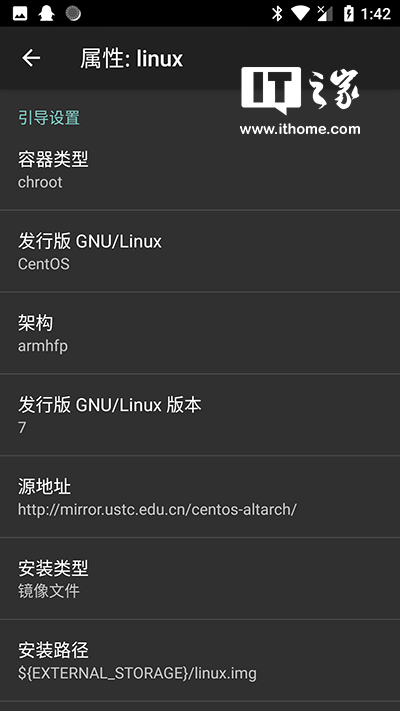 1:42
属性: linux
IT之家
www.ithome.com
引导设置
容器类型
chroot
发行版 GNU/Linux
CentOS
架构
armhfp
发行版 GNU/Linux 版本
7
源地址
http://mirror.ustc.edu.cn/centos-altarch/
安装类型
镜像文件
安装路径
${EXTERNAL_STORAGE}/linux.img